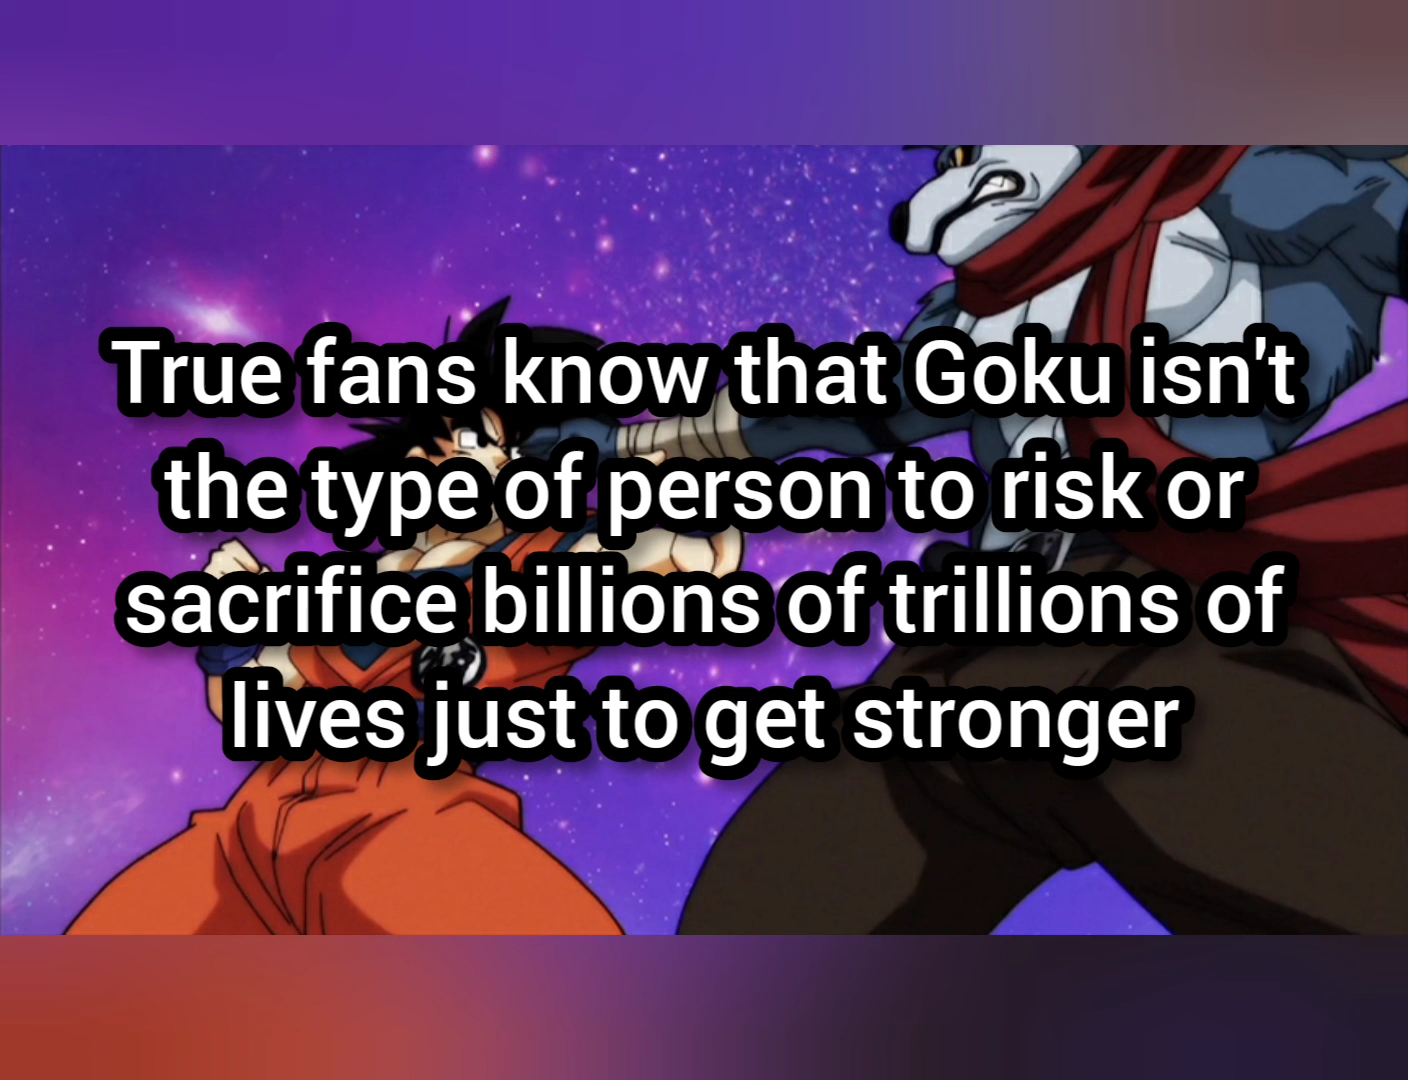 True fans know that Goku isn't
the type of person to risk or
sacrifice billions of trillions of
lives just to get stronger